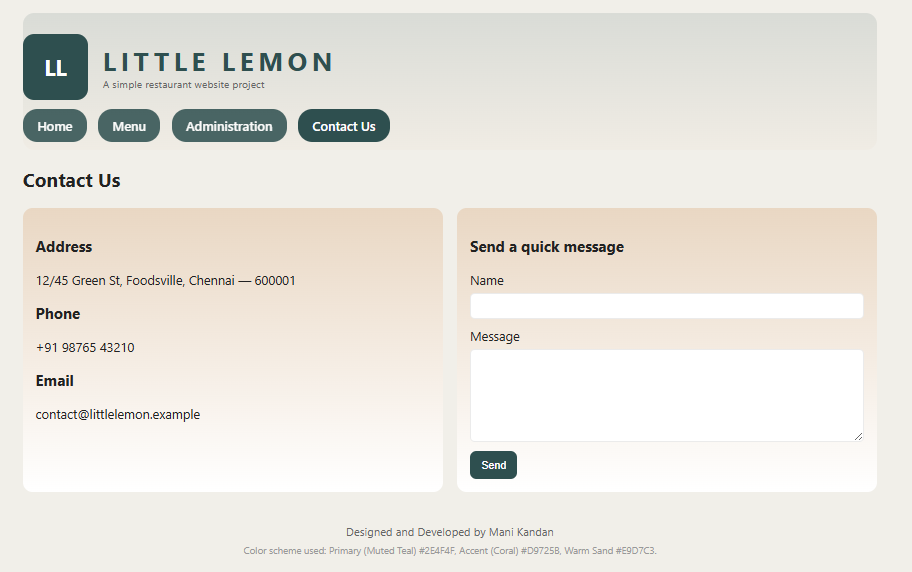 LL
LITTLE LEMON
A simple restaurant website project
Home Menu Administration Contact Us
Contact Us
Address
12/45 Green St, Foodsville, Chennai — 600001
Phone
+91 98765 43210
Email
contact@littlelemon.example
Send a quick message
Name
Message
Send
Designed and Developed by Mani Kandan
Color scheme used: Primary (Muted Teal) #2E4F4F, Accent (Coral) #D9725B, Warm Sand #E9D7C3.